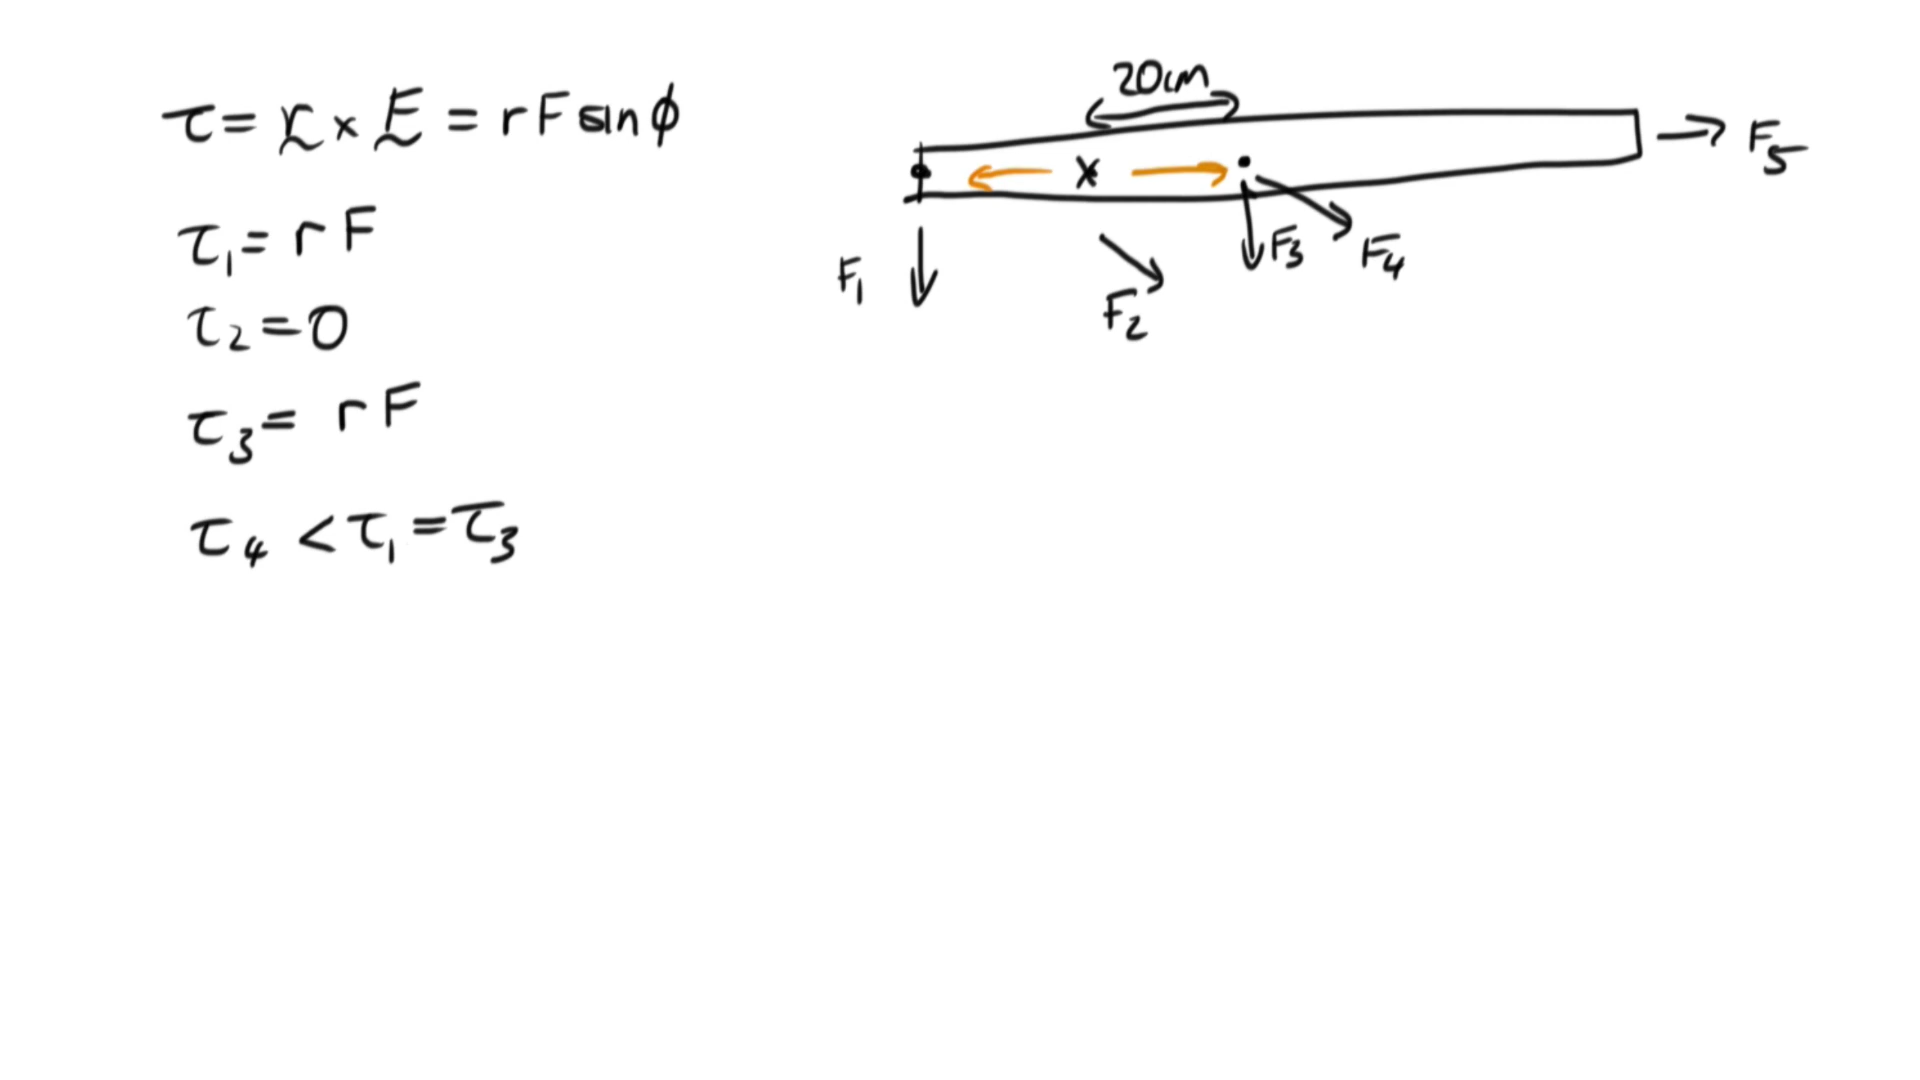 τ = r × F = rF sin φ
τ₁ = rF
τ₂ = 0
τ₃ = rF
τ₄ < τ₁ = τ₃
20cm
x
F₁
F₂
F₃
F₄
F₅